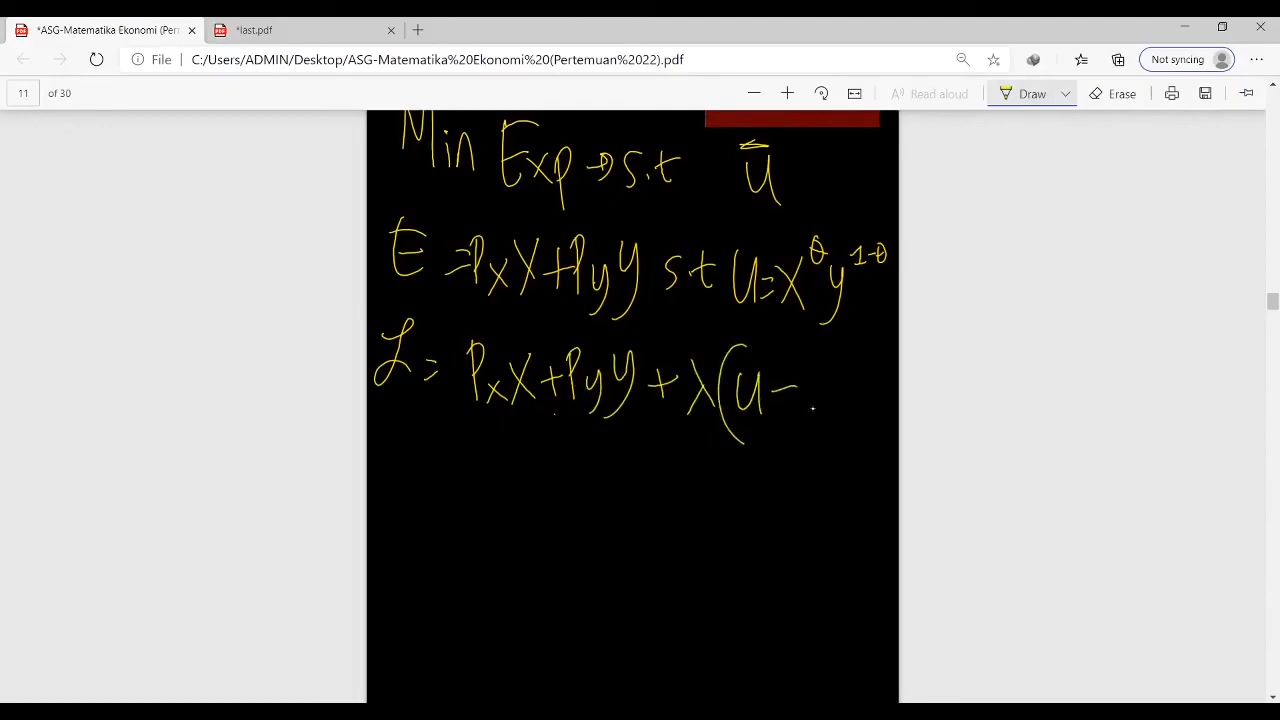 *ASG-Matematika Ekonomi (Pert
*last.pdf
File C:/Users/ADMIN/Desktop/ASG-Matematika%20Ekonomi%20(Pertemuan%2022).pdf
Not syncing
11 of 30
Read aloud
Draw
Erase
Min Exp → s.t ū
E = PxX + PyY s.t U = X^θ y^1-θ
ℒ = PxX + PyY + λ(U -